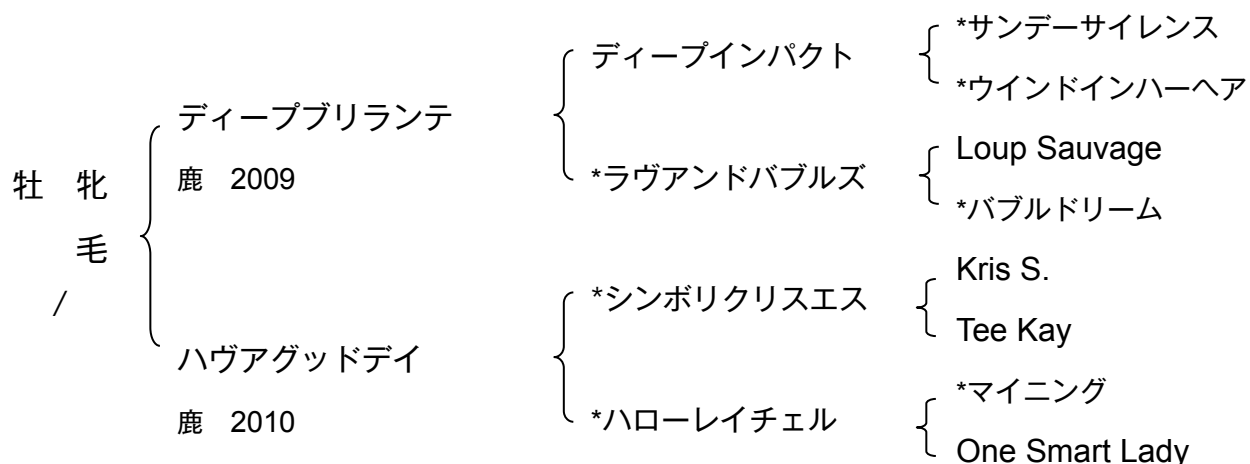 牡 牝
毛
/
ディープブリランテ
鹿 2009
ハヴアグッドデイ
鹿 2010
ディープインパクト
*ラヴアンドバブルズ
*シンボリクリスエス
*ハローレイチェル
*サンデーサイレンス
*ウインドインハーヘア
Loup Sauvage
*バブルドリーム
Kris S.
Tee Kay
*マイニング
One Smart Lady